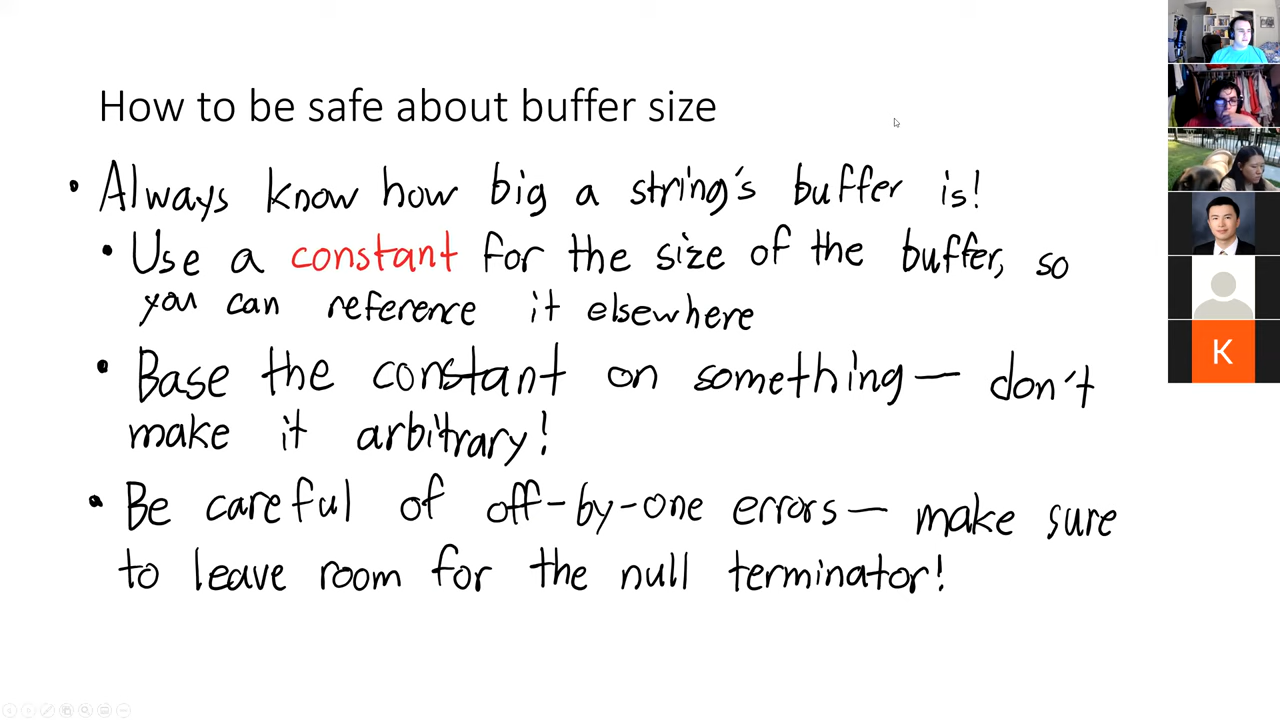 How to be safe about buffer size
• Always know how big a string's buffer is!
• Use a constant for the size of the buffer, so
you can reference it elsewhere
• Base the constant on something — don't
make it arbitrary!
• Be careful of off-by-one errors — make sure
to leave room for the null terminator!
K